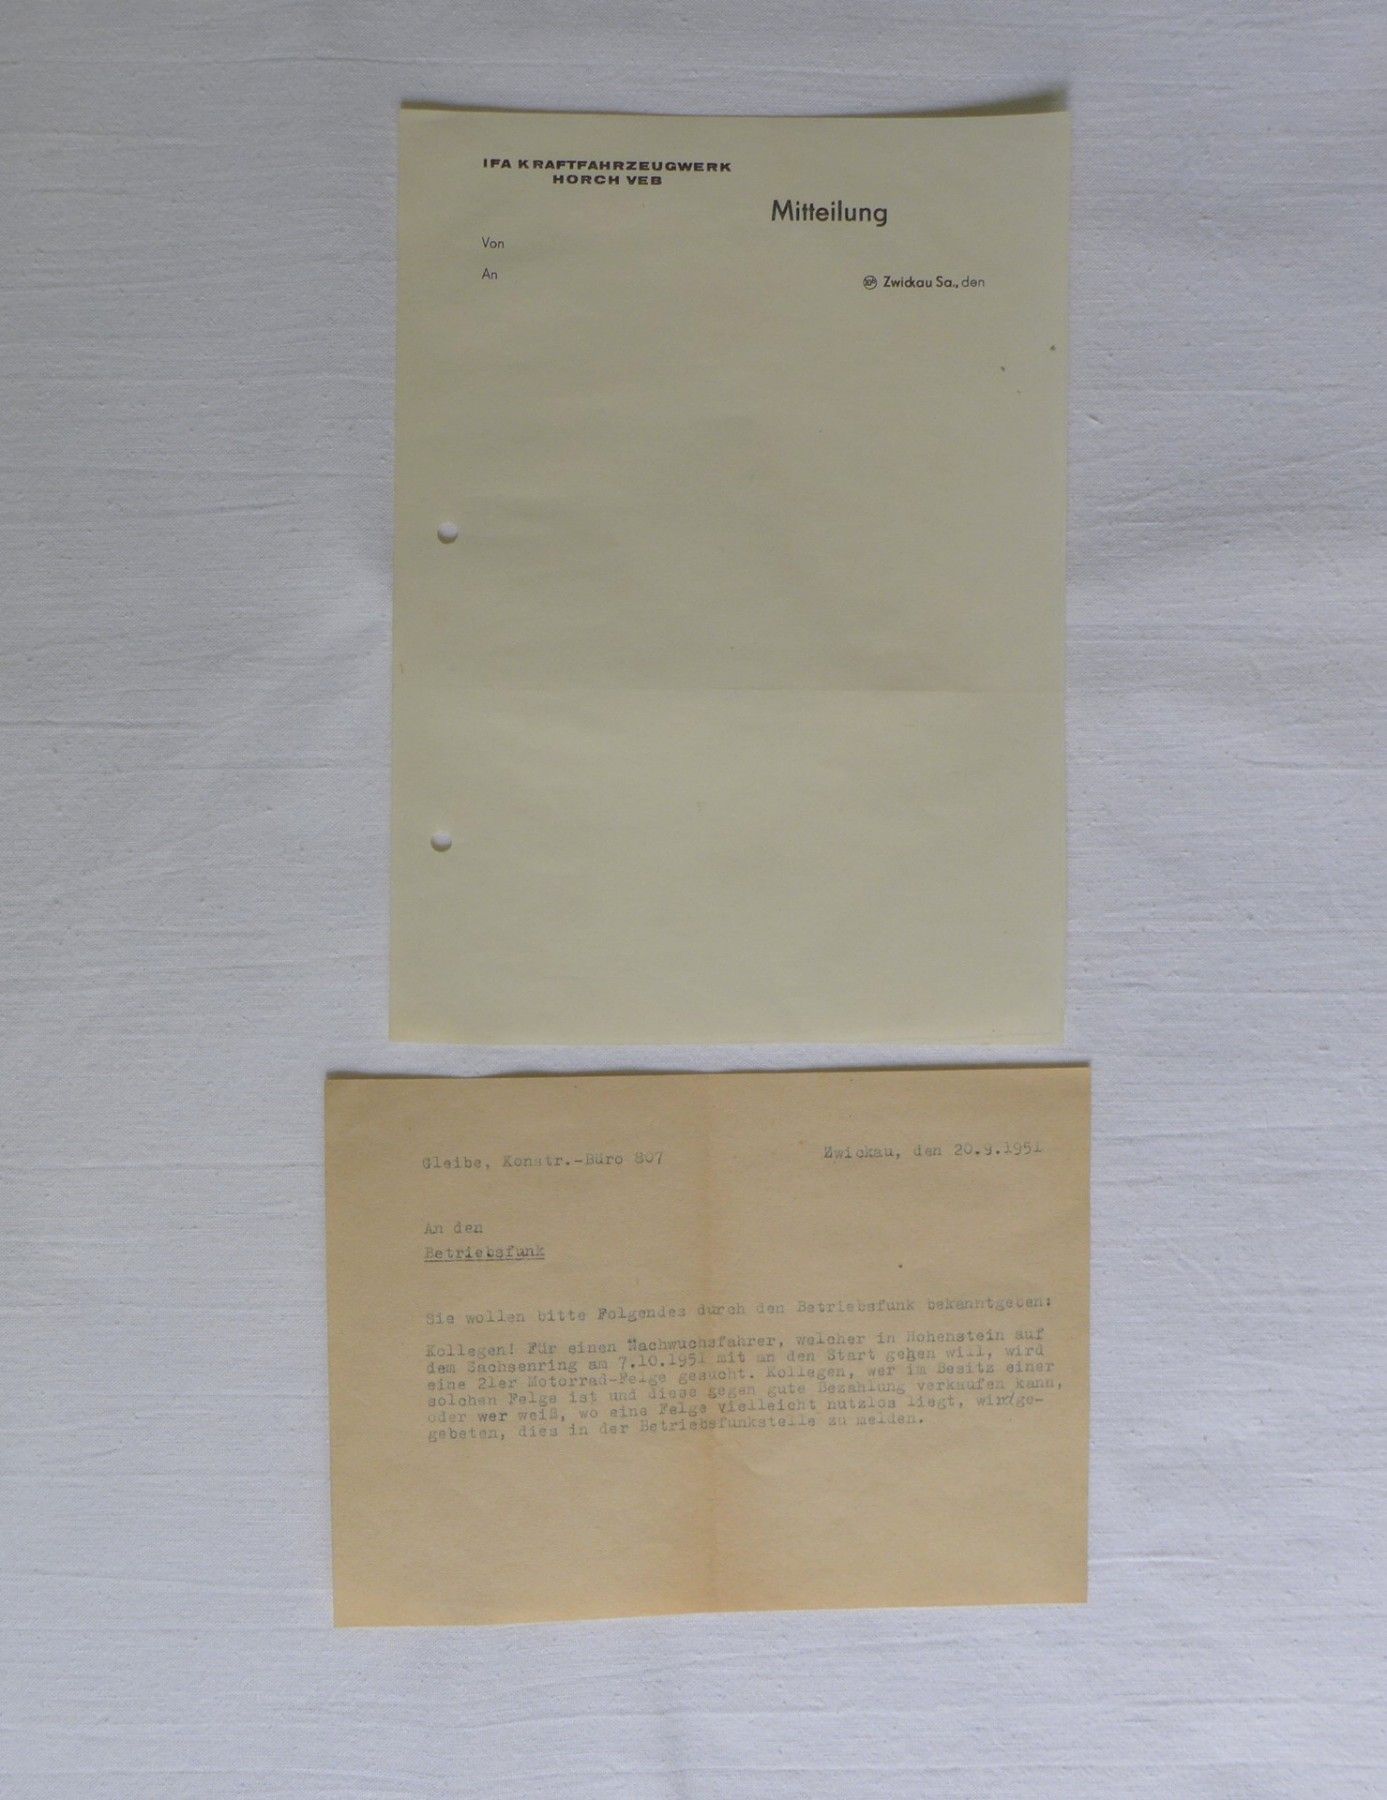 IFA KRAFTFAHRZEUGWERK
HORCH VEB
Mitteilung
Von
An
10b Zwickau Sa., den
Gleibe, Konstr.-Büro 807
Zwickau, den 20.9.1951
An den
Betriebsfunk
Sie wollen bitte Folgendes durch den Betriebsfunk bekanntgeben:
Kollegen! Für einen Nachwuchsfahrer, welcher in Hohenstein auf
dem Sachsenring am 7.10.1951 mit an den Start gehen will, wird
eine 21er Motorrad-Felge gesucht. Kollegen, wer im Besitz einer
solchen Felge ist und diese gegen gute Bezahlung verkaufen kann,
oder wer weiß, wo eine Felge vielleicht nutzlos liegt, wird/ge-
gebeten, dies in der Betriebsfunkstelle zu melden.